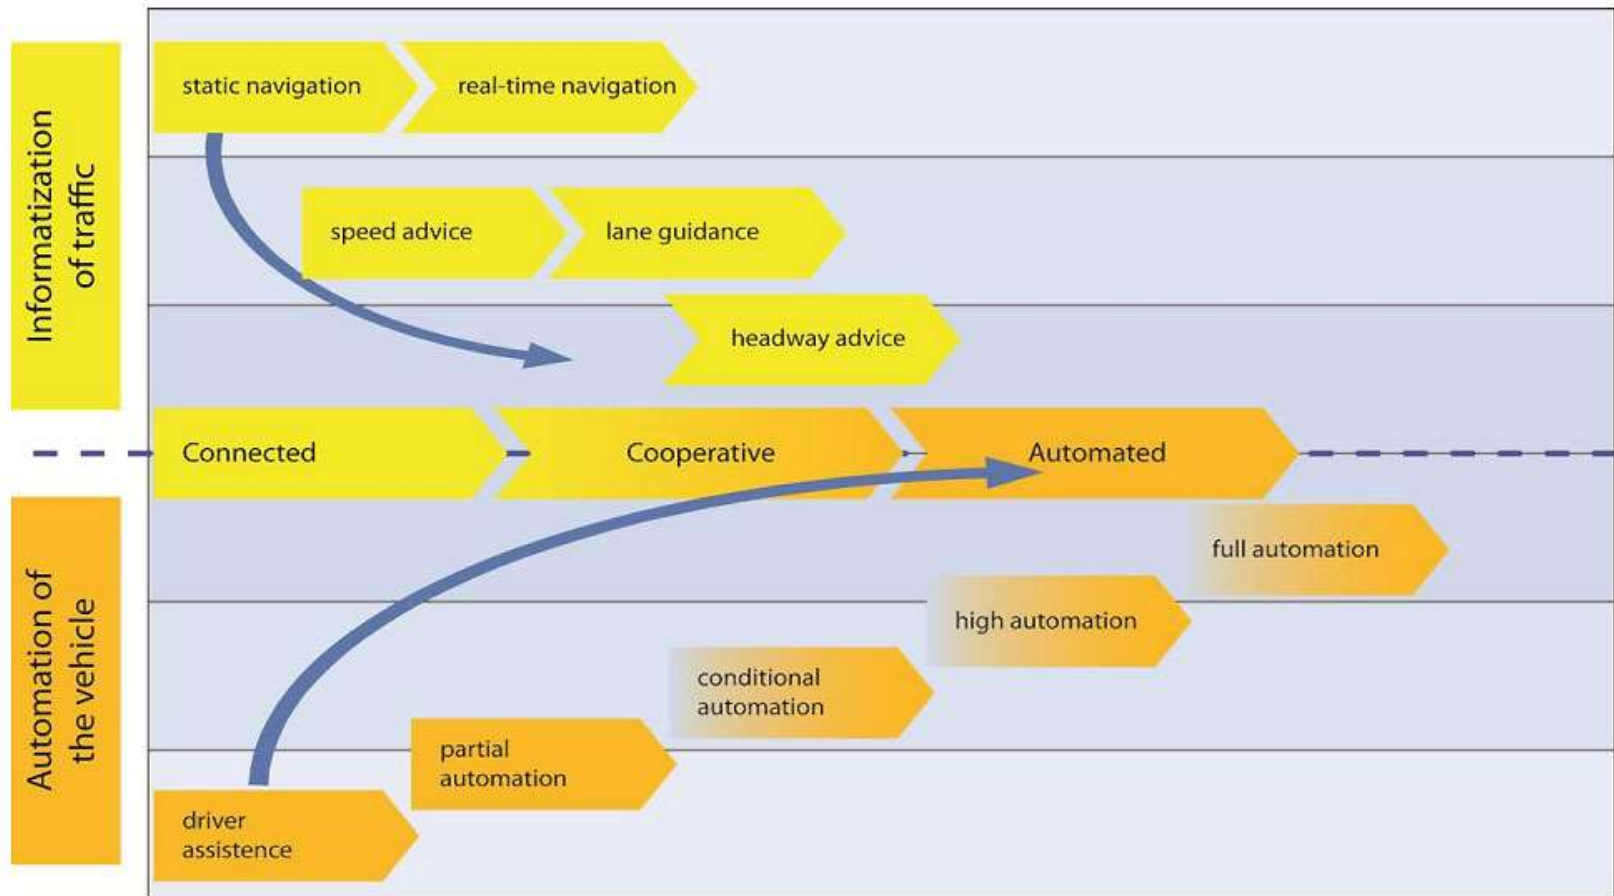 Informatization
of traffic
static navigation
real-time navigation
speed advice
lane guidance
headway advice
Connected
Cooperative
Automated
Automation of
the vehicle
full automation
high automation
conditional
automation
partial
automation
driver
assistence